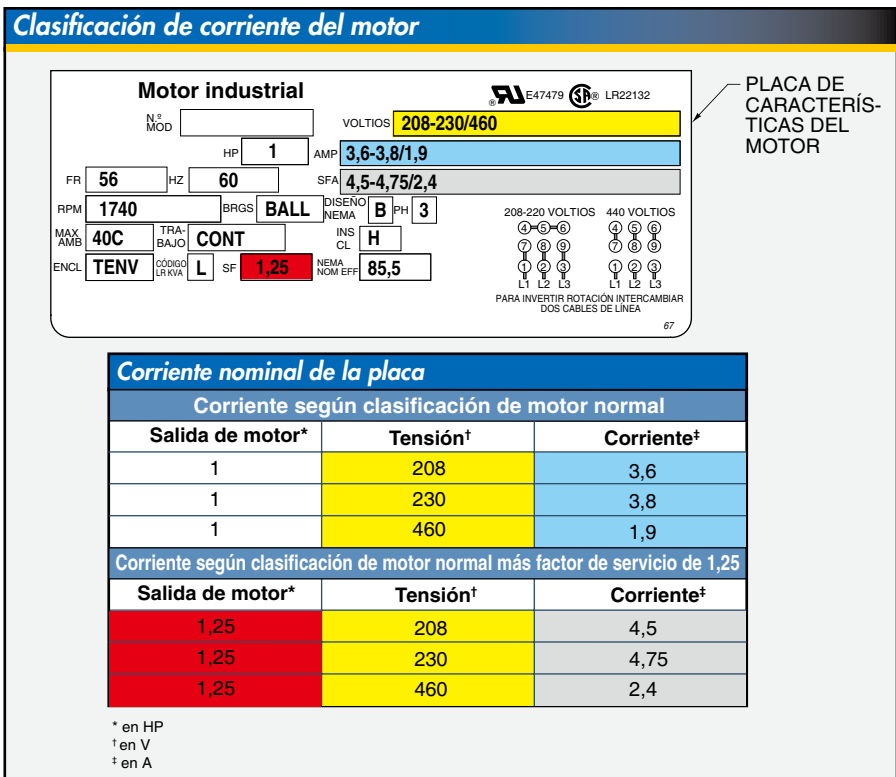 Clasificación de corriente del motor
Motor industrial
E47479 ® LR22132
PLACA DE
CARACTERÍS-
TICAS DEL
MOTOR
N.º
MOD
VOLTIOS 208-230/460
HP 1 AMP 3,6-3,8/1,9
FR 56 HZ 60 SFA 4,5-4,75/2,4
RPM 1740 BRGS BALL DISEÑO NEMA B PH 3
MAX AMB 40C TRA-BAJO CONT INS CL H
ENCL TENV CÓDIGO LR KVA L SF 1,25 NEMA NOM EFF 85,5
208-220 VOLTIOS 440 VOLTIOS
4 5 6 4 5 6
7 8 9 7 8 9
1 2 3 1 2 3
L1 L2 L3 L1 L2 L3
PARA INVERTIR ROTACIÓN INTERCAMBIAR
DOS CABLES DE LÍNEA
67
Corriente nominal de la placa
Corriente según clasificación de motor normal
Salida de motor* Tensión† Corriente‡
1 208 3,6
1 230 3,8
1 460 1,9
Corriente según clasificación de motor normal más factor de servicio de 1,25
Salida de motor* Tensión† Corriente‡
1,25 208 4,5
1,25 230 4,75
1,25 460 2,4
* en HP
† en V
‡ en A